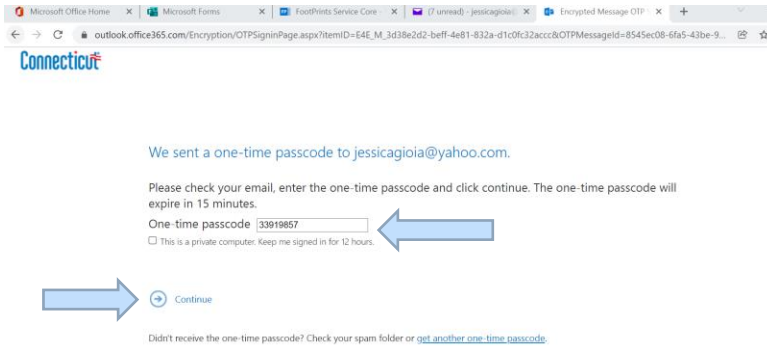 Microsoft Office Home
Microsoft Forms
FootPrints Service Core -
(7 unread) - jessicagioia@
Encrypted Message OTP
outlook.office365.com/Encryption/OTPSigninPage.aspx?itemID=E4E_M_3d38e2d2-beff-4e81-832a-d1c0fc32accc&OTPMessageId=8545ec08-6fa5-43be-9...
Connecticut
We sent a one-time passcode to jessicagioia@yahoo.com.
Please check your email, enter the one-time passcode and click continue. The one-time passcode will
expire in 15 minutes.
One-time passcode 33919857
This is a private computer. Keep me signed in for 12 hours.
Continue
Didn't receive the one-time passcode? Check your spam folder or get another one-time passcode.